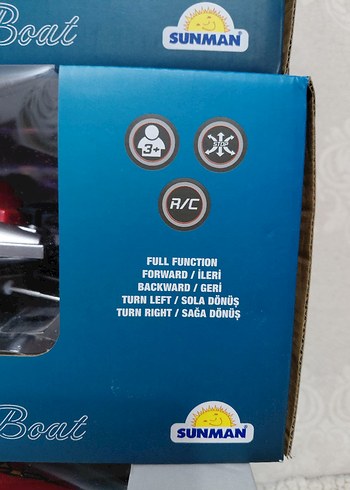 Boat
SUNMAN
3+
STOP
R/C
FULL FUNCTION
FORWARD / İLERİ
BACKWARD / GERİ
TURN LEFT / SOLA DÖNÜŞ
TURN RIGHT / SAĞA DÖNÜŞ
Boat
SUNMAN